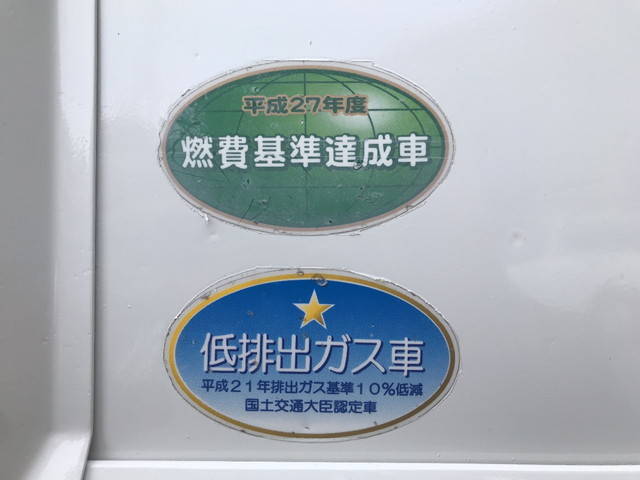 平成27年度
燃費基準達成車
低排出ガス車
平成21年排出ガス基準10%低減
国土交通大臣認定車